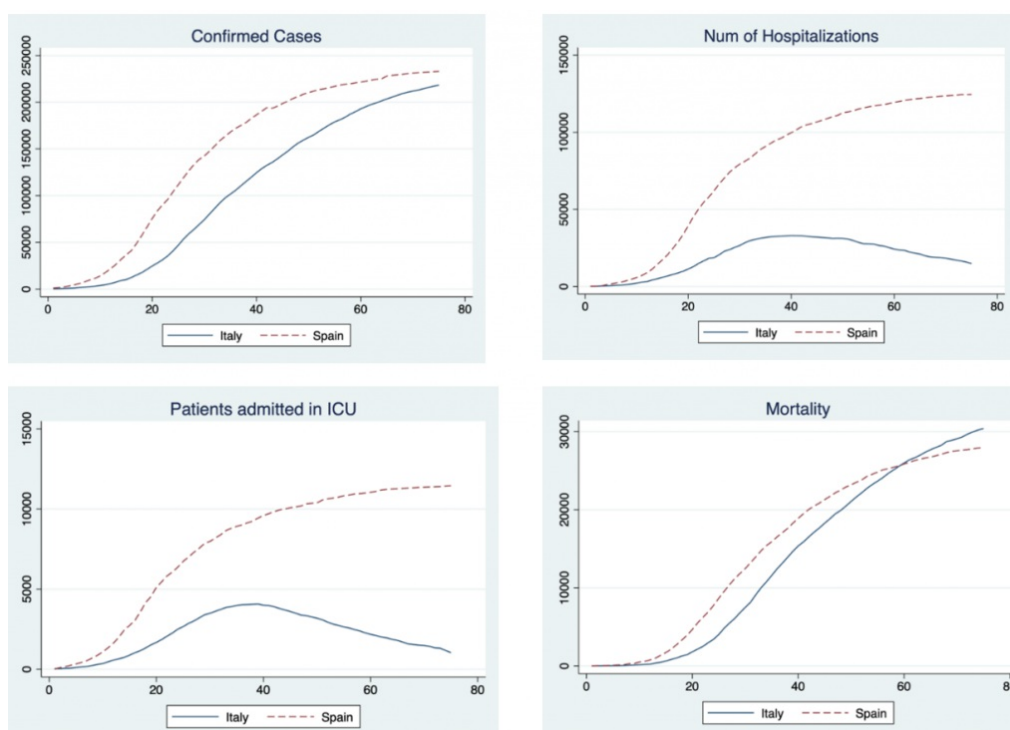 Confirmed Cases
250000
200000
150000
100000
50000
0
0 20 40 60 80
Italy Spain
Num of Hospitalizations
150000
100000
50000
0
0 20 40 60 80
Italy Spain
Patients admitted in ICU
15000
10000
5000
0
0 20 40 60 80
Italy Spain
Mortality
30000
20000
10000
0
0 20 40 60
Italy Spain